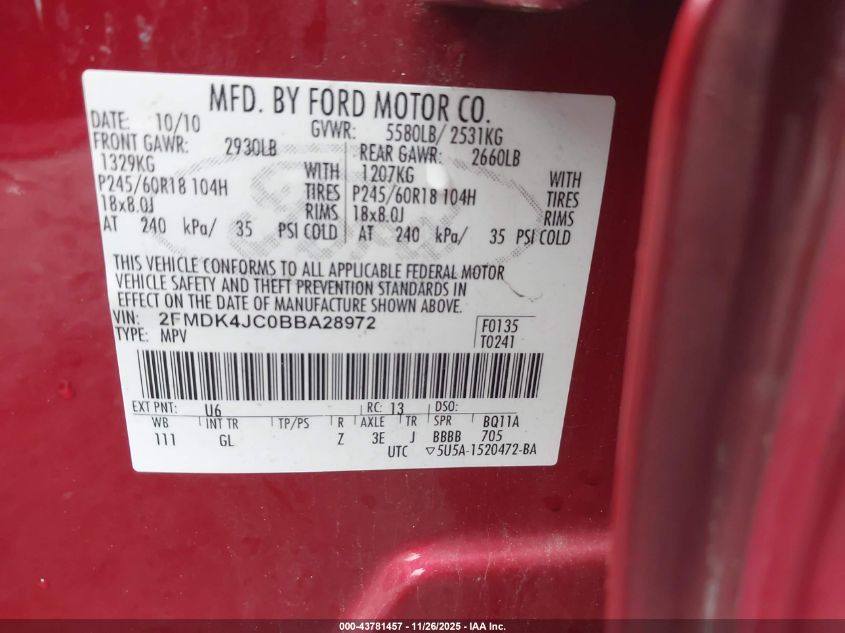 MFD. BY FORD MOTOR CO.
DATE: 10/10 GVWR: 5580LB/ 2531KG
FRONT GAWR: 2930LB REAR GAWR: 2660LB
1329KG WITH 1207KG WITH
P245/60R18 104H TIRES P245/60R18 104H TIRES
18x8.0J RIMS 18x8.0J RIMS
AT 240 kPa/ 35 PSI COLD AT 240 kPa/ 35 PSI COLD
THIS VEHICLE CONFORMS TO ALL APPLICABLE FEDERAL MOTOR
VEHICLE SAFETY AND THEFT PREVENTION STANDARDS IN
EFFECT ON THE DATE OF MANUFACTURE SHOWN ABOVE.
VIN: 2FMDK4JC0BBA28972 F0135
TYPE: MPV T0241
EXT PNT: U6 RC: 13 DSO:
WB INT TR TP/PS R AXLE TR SPR BQ11A
111 GL Z 3E J BBBB 705
UTC ▽5U5A-1520472-BA
000-43781457 | 11/26/2025 - IAA Inc.